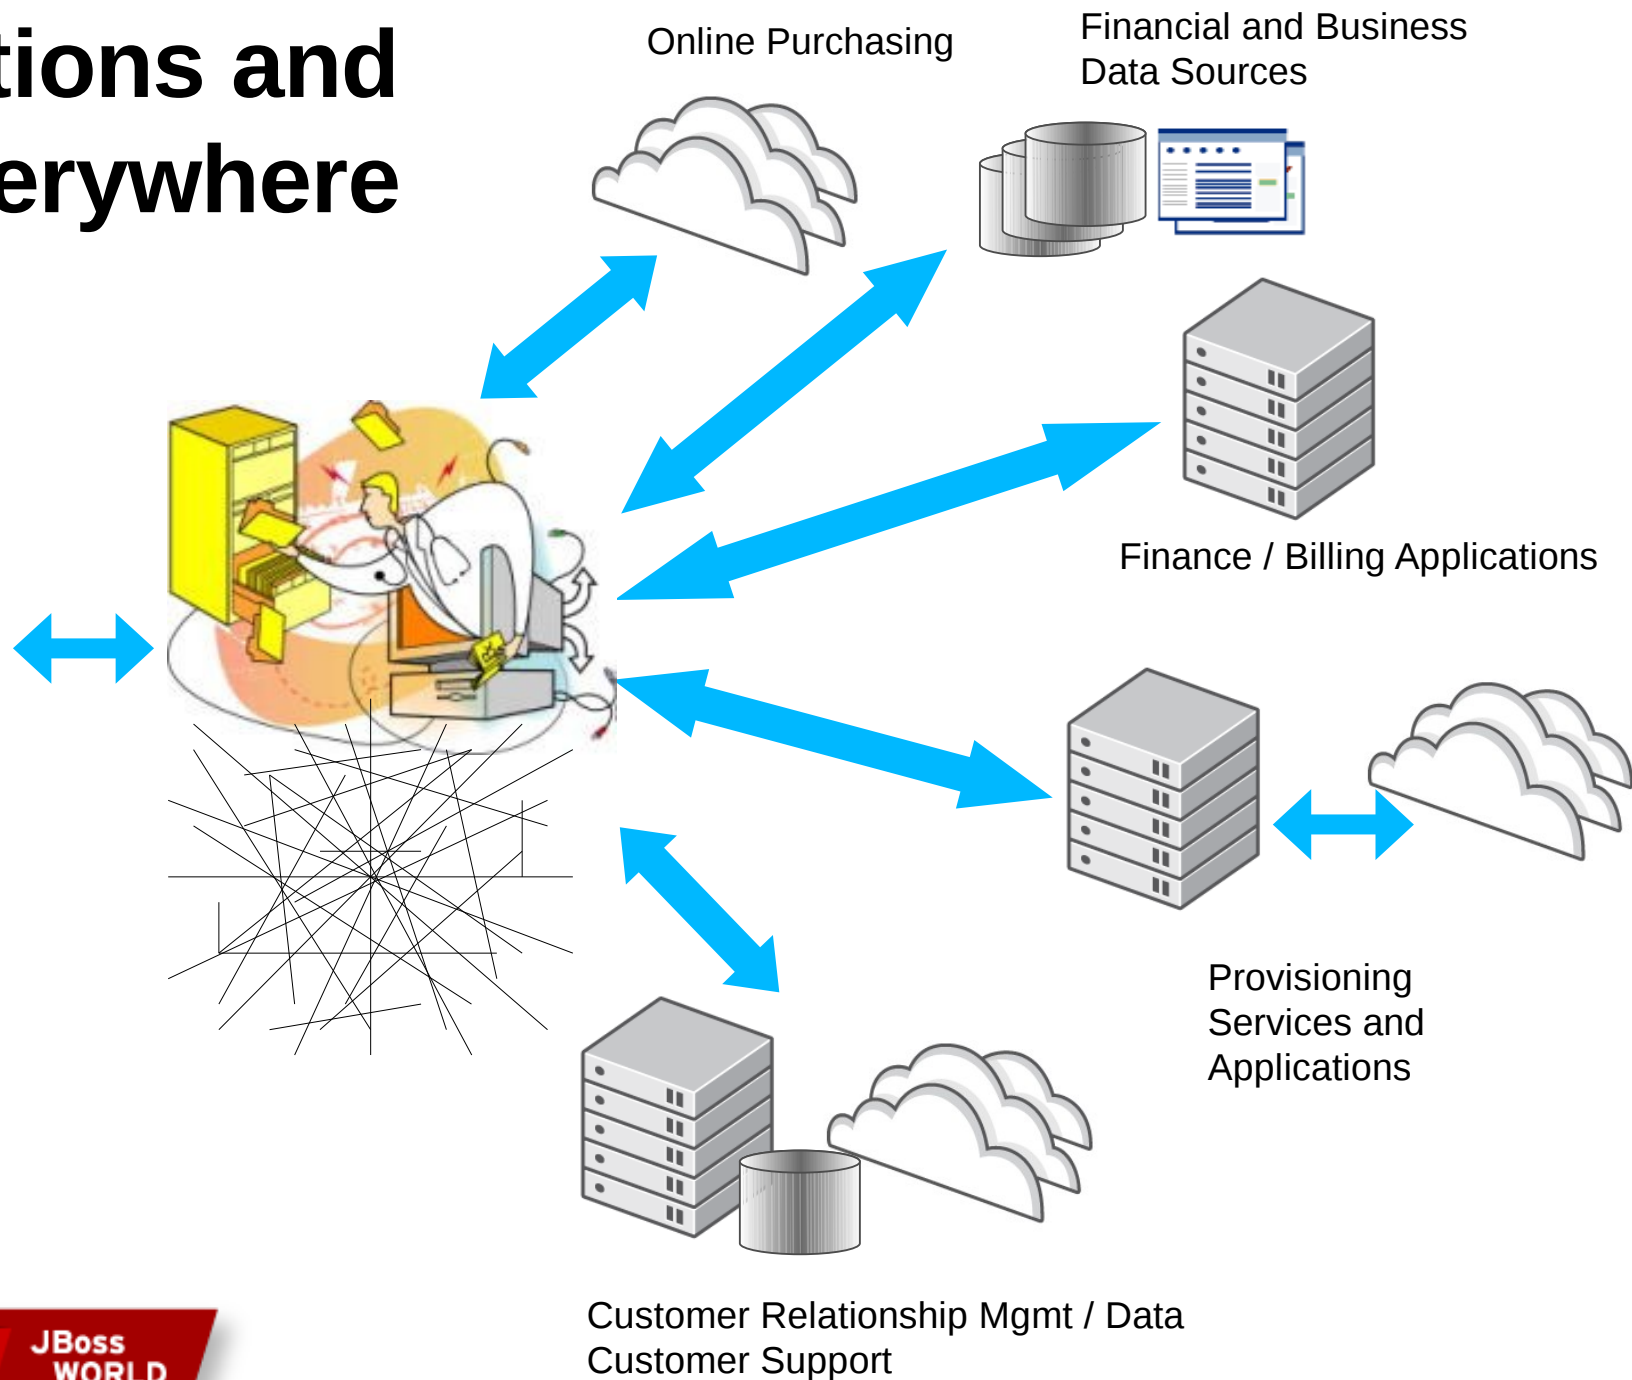 tions and
erywhere
Online Purchasing
Financial and Business
Data Sources
Finance / Billing Applications
Provisioning
Services and
Applications
Customer Relationship Mgmt / Data
Customer Support
JBoss
WORLD